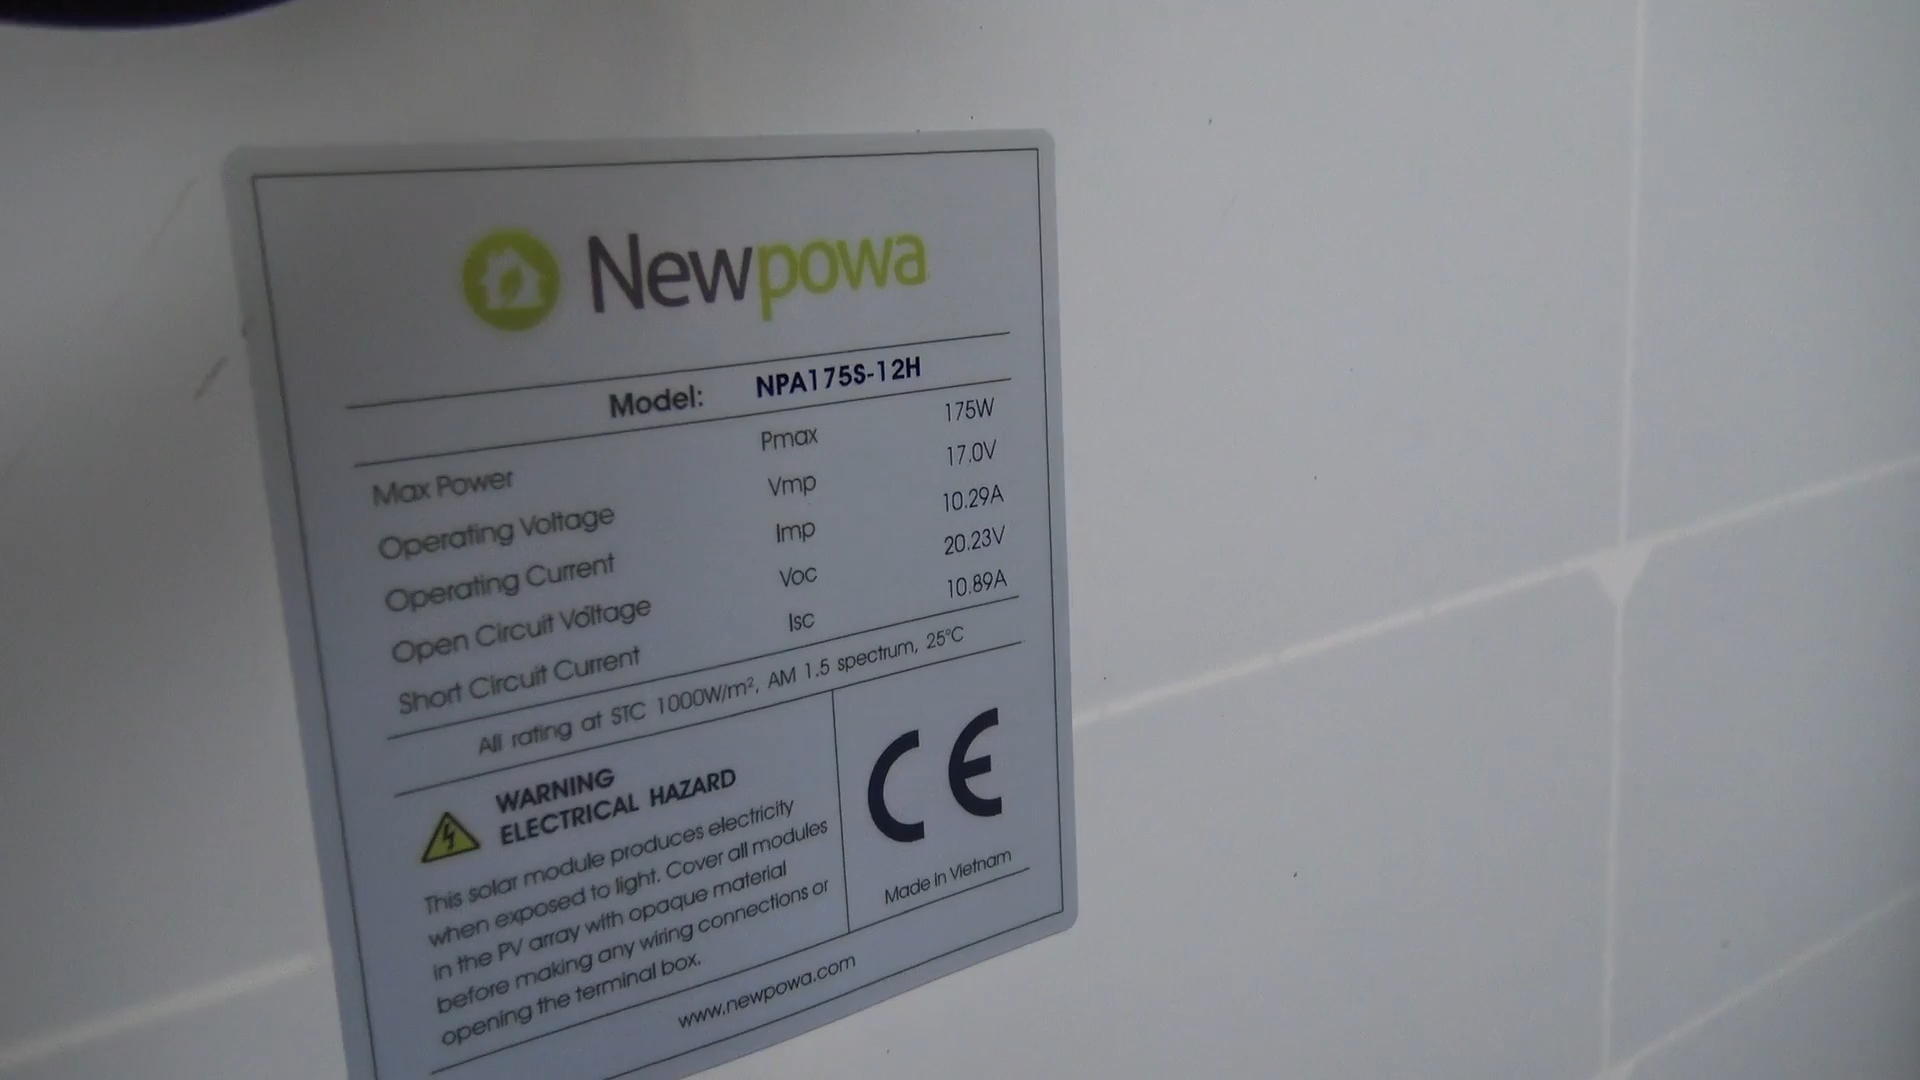 Newpowa
Model: NPA175S-12H
Max Power Pmax 175W
Operating Voltage Vmp 17.0V
Operating Current Imp 10.29A
Open Circuit Voltage Voc 20.23V
Short Circuit Current Isc 10.89A
All rating at STC 1000W/m², AM 1.5 spectrum, 25°C
WARNING
ELECTRICAL HAZARD
This solar module produces electricity
when exposed to light. Cover all modules
in the PV array with opaque material
before making any wiring connections or
opening the terminal box.
CE
Made in Vietnam
www.newpowa.com